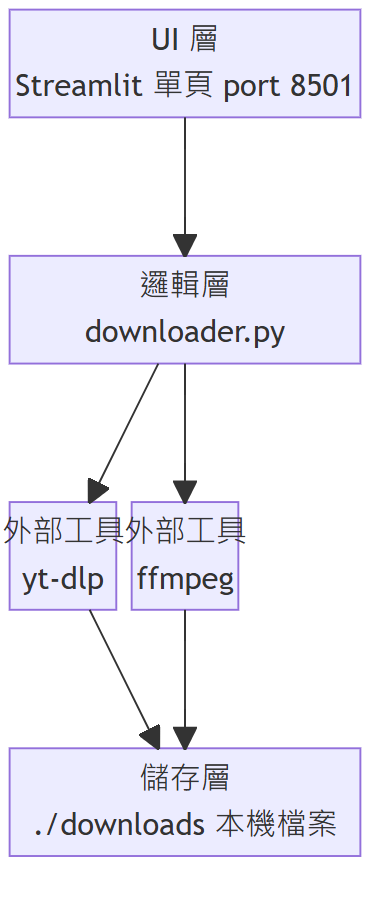 UI 層
Streamlit 單頁 port 8501
邏輯層
downloader.py
外部工具
yt-dlp
外部工具
ffmpeg
儲存層
./downloads 本機檔案